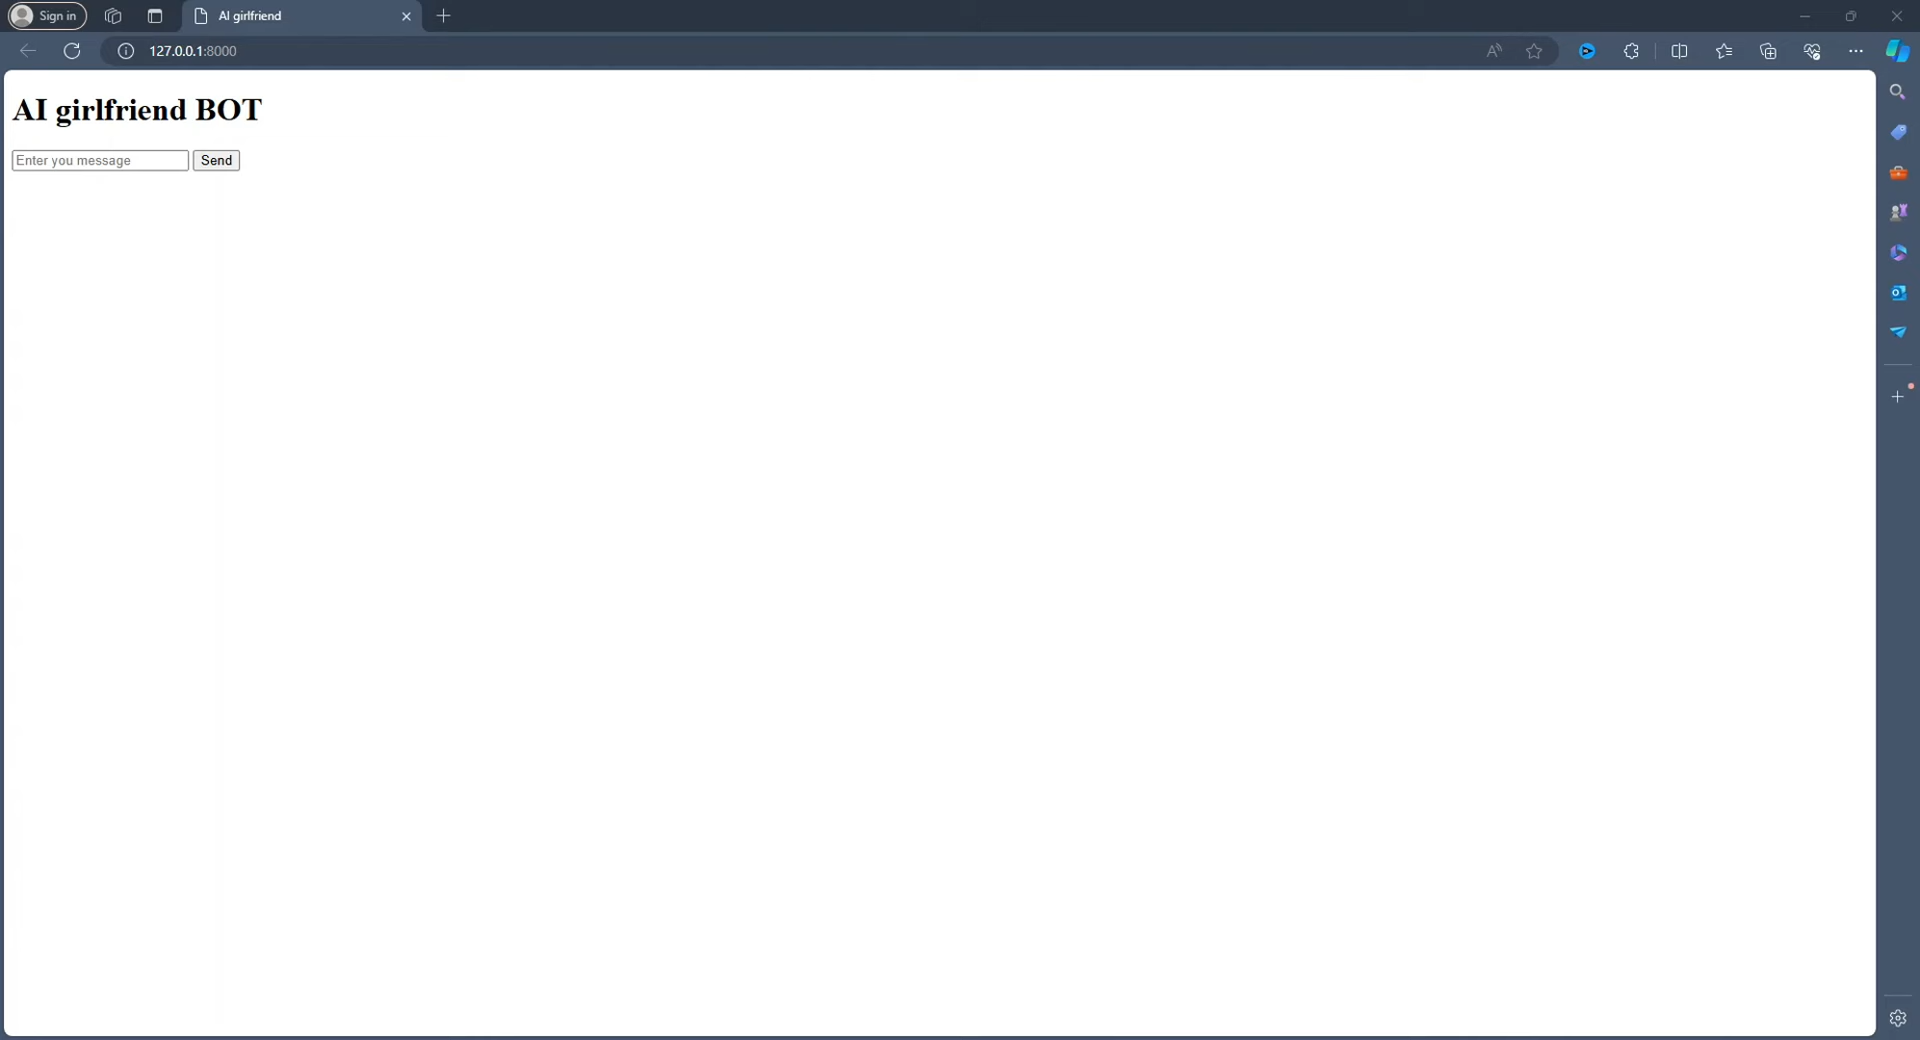 Sign in
AI girlfriend
127.0.0.1:8000
AI girlfriend BOT
Enter you message
Send